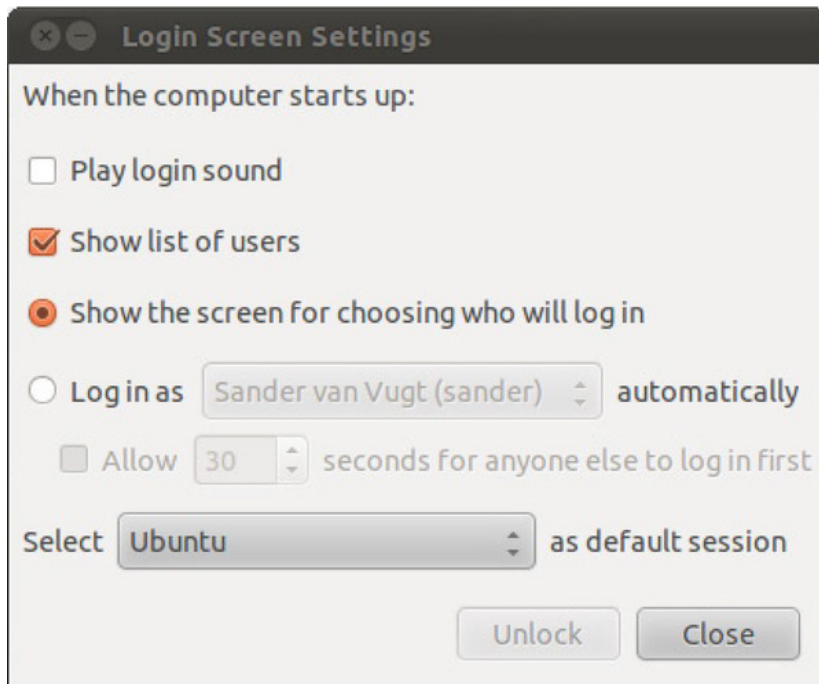 Login Screen Settings
When the computer starts up:
Play login sound
Show list of users
Show the screen for choosing who will log in
Log in as Sander van Vugt (sander) automatically
Allow 30 seconds for anyone else to log in first
Select Ubuntu as default session
Unlock Close